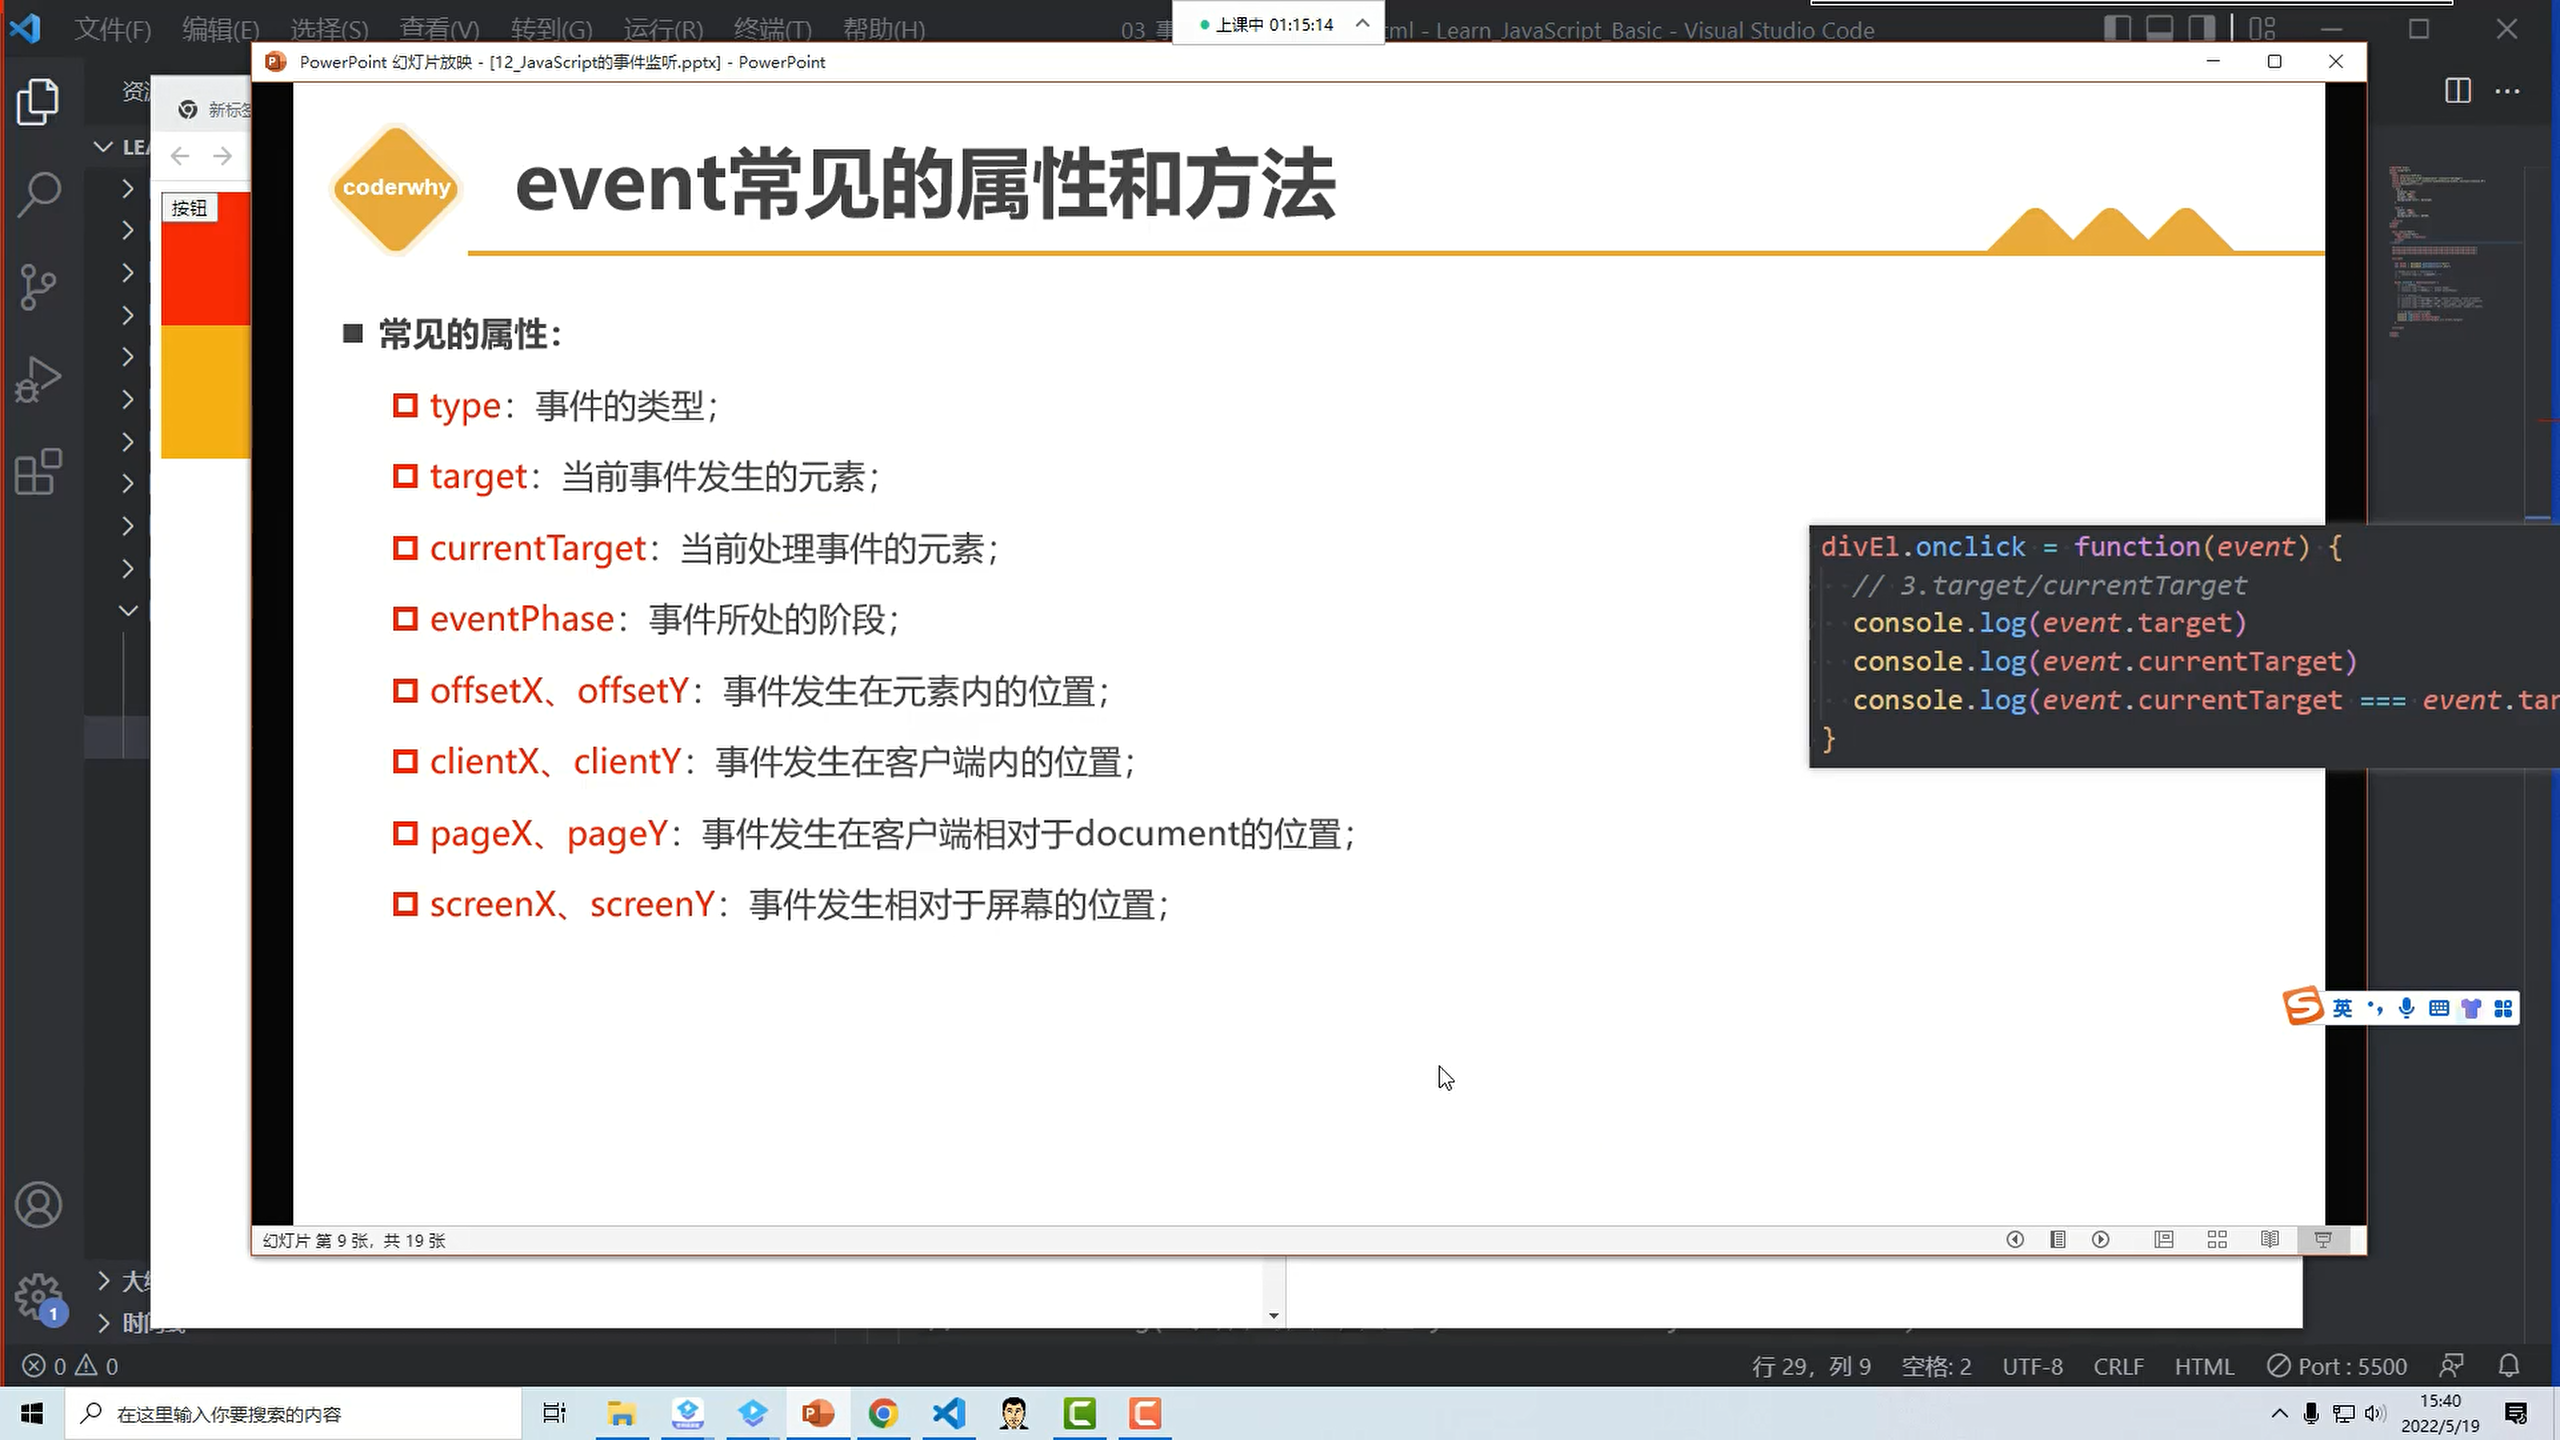 文件(F) 编辑(E) 选择(S) 查看(V) 转到(G) 运行(R) 终端(T) 帮助(H)
上课中 01:15:14
- Learn_JavaScript_Basic - Visual Studio Code
PowerPoint 幻灯片放映 - [12_JavaScript的事件监听.pptx] - PowerPoint
按钮
coderwhy
event常见的属性和方法
常见的属性：
type：事件的类型；
target：当前事件发生的元素；
currentTarget：当前处理事件的元素；
eventPhase：事件所处的阶段；
offsetX、offsetY：事件发生在元素内的位置；
clientX、clientY：事件发生在客户端内的位置；
pageX、pageY：事件发生在客户端相对于document的位置；
screenX、screenY：事件发生相对于屏幕的位置；
divEl.onclick = function(event) {
// 3.target/currentTarget
console.log(event.target)
console.log(event.currentTarget)
console.log(event.currentTarget === event.tar
}
英
幻灯片 第 9 张，共 19 张
1
0 0
行 29，列 9 空格: 2 UTF-8 CRLF HTML Port : 5500
在这里输入你要搜索的内容
15:40
2022/5/19